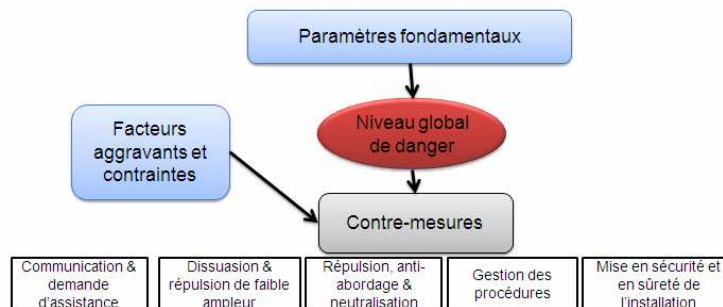 Paramètres fondamentaux
Niveau global
de danger
Facteurs
aggravants et
contraintes
Contre-mesures
Communication &
demande
d'assistance
Dissuasion &
répulsion de faible
ampleur
Répulsion, anti-
abordage &
neutralisation
Gestion des
procédures
Mise en sécurité et
en sûreté de
l'installation